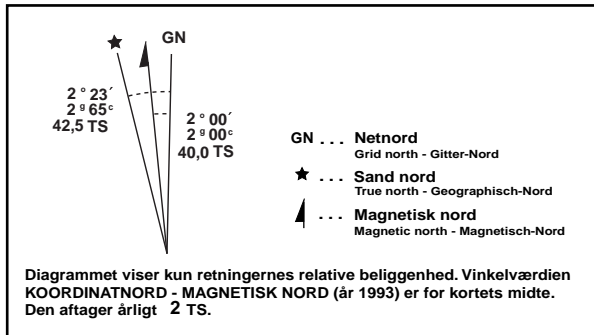 GN
2 ° 23´
2 ᵍ 65ᶜ
42,5 TS
2 ° 00´
2 ᵍ 00ᶜ
40,0 TS
GN . . . Netnord
Grid north - Gitter-Nord
★ . . . Sand nord
True north - Geographisch-Nord
. . . Magnetisk nord
Magnetic north - Magnetisch-Nord
Diagrammet viser kun retningernes relative beliggenhed. Vinkelværdien
KOORDINATNORD - MAGNETISK NORD (år 1993) er for kortets midte.
Den aftager årligt 2 TS.